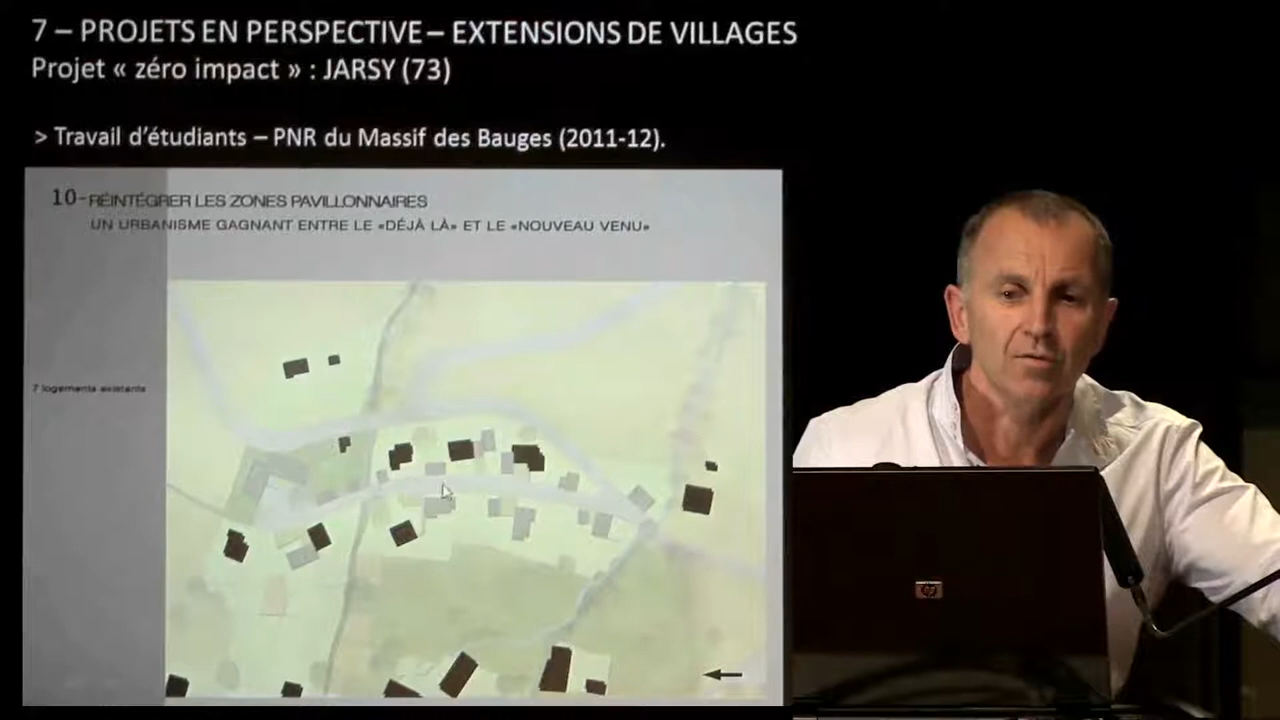 7 – PROJETS EN PERSPECTIVE – EXTENSIONS DE VILLAGES
Projet « zéro impact » : JARSY (73)
> Travail d'étudiants – PNR du Massif des Bauges (2011-12).
10- RÉINTÉGRER LES ZONES PAVILLONNAIRES
UN URBANISME GAGNANT ENTRE LE «DÉJÀ LÀ» ET LE «NOUVEAU VENU»
7 logements existants
hp